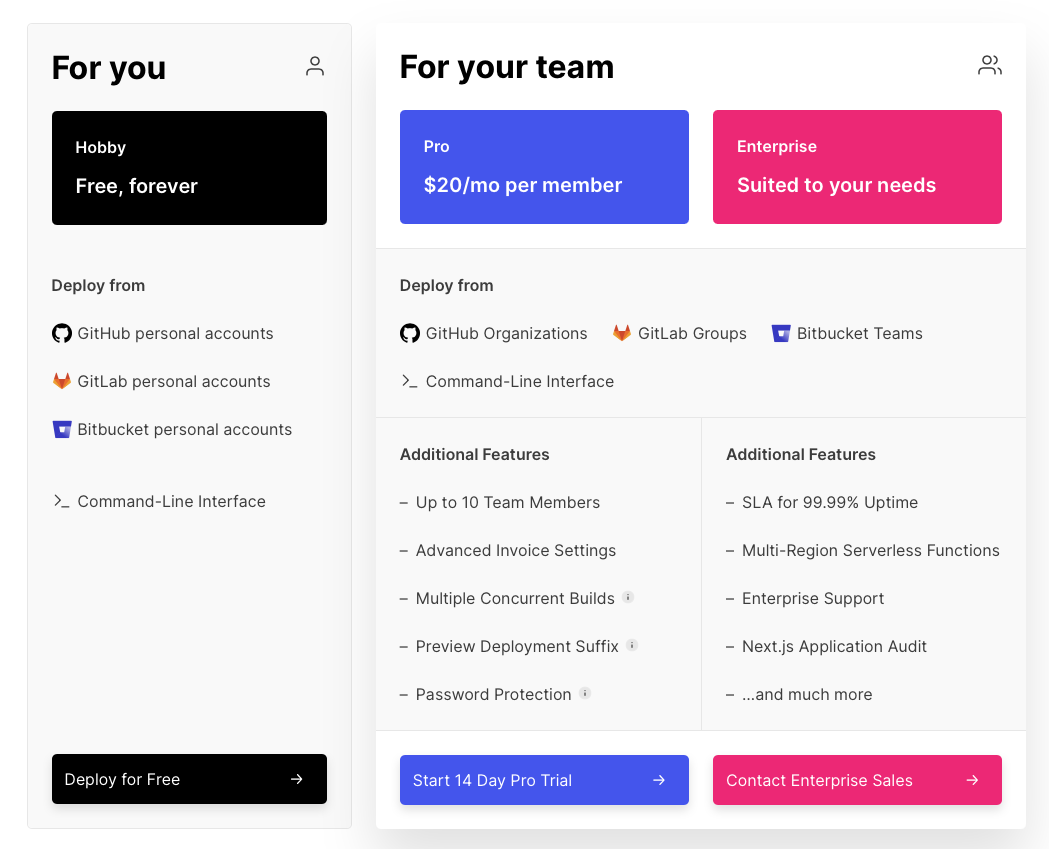 For you
Hobby
Free, forever
Deploy from
GitHub personal accounts
GitLab personal accounts
Bitbucket personal accounts
Command-Line Interface
Deploy for Free
For your team
Pro
$20/mo per member
Enterprise
Suited to your needs
Deploy from
GitHub Organizations
GitLab Groups
Bitbucket Teams
Command-Line Interface
Additional Features
– Up to 10 Team Members
– Advanced Invoice Settings
– Multiple Concurrent Builds
– Preview Deployment Suffix
– Password Protection
Start 14 Day Pro Trial
Additional Features
– SLA for 99.99% Uptime
– Multi-Region Serverless Functions
– Enterprise Support
– Next.js Application Audit
– ...and much more
Contact Enterprise Sales